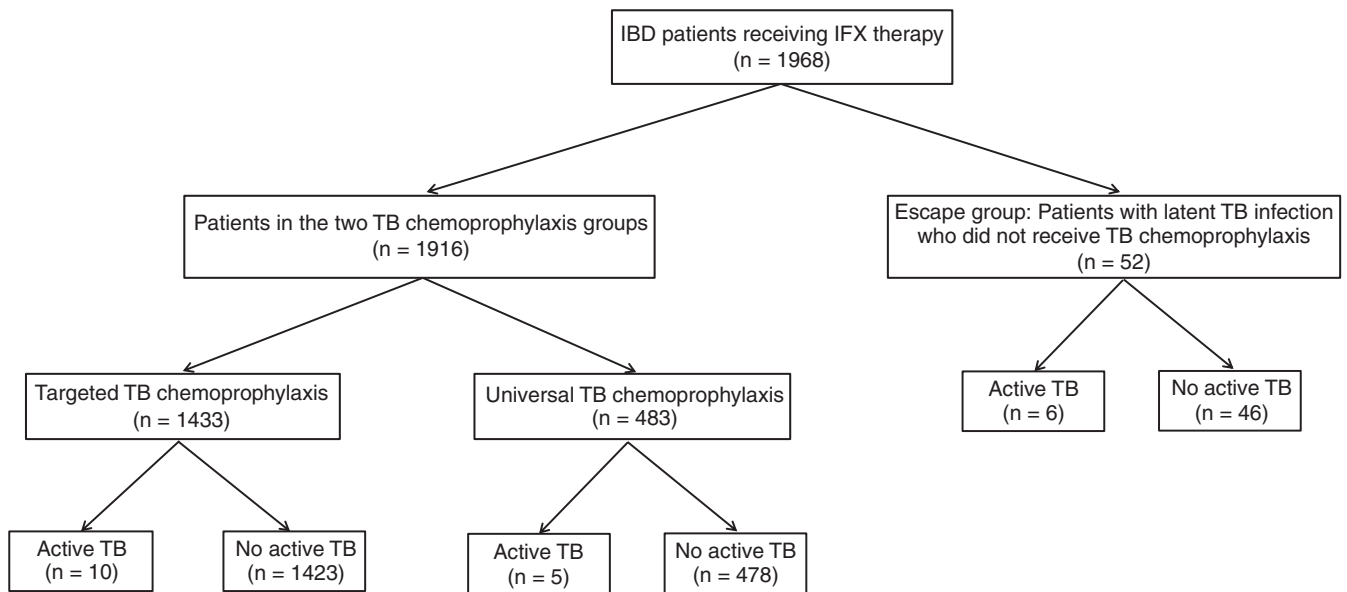 IBD patients receiving IFX therapy
(n = 1968)
Patients in the two TB chemoprophylaxis groups
(n = 1916)
Escape group: Patients with latent TB infection
who did not receive TB chemoprophylaxis
(n = 52)
Targeted TB chemoprophylaxis
(n = 1433)
Universal TB chemoprophylaxis
(n = 483)
Active TB
(n = 6)
No active TB
(n = 46)
Active TB
(n = 10)
No active TB
(n = 1423)
Active TB
(n = 5)
No active TB
(n = 478)